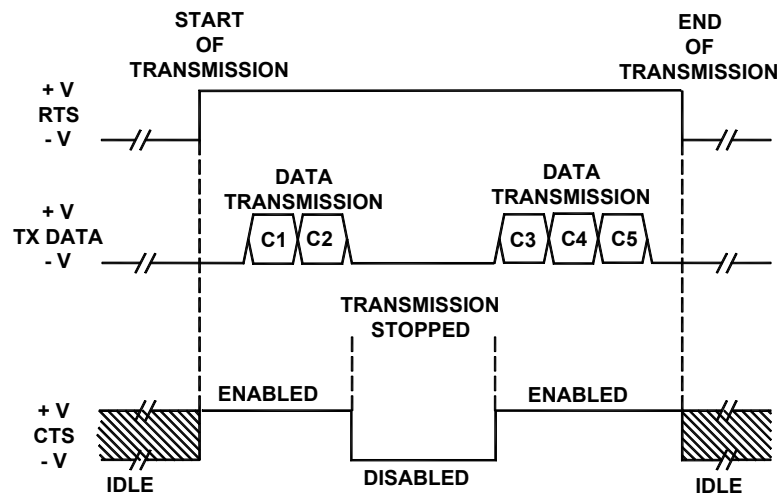 START
OF
TRANSMISSION
END
OF
TRANSMISSION
+ V
RTS
- V
DATA
TRANSMISSION
DATA
TRANSMISSION
+ V
TX DATA
- V
C1
C2
C3
C4
C5
TRANSMISSION
STOPPED
ENABLED
ENABLED
+ V
CTS
- V
IDLE
DISABLED
IDLE